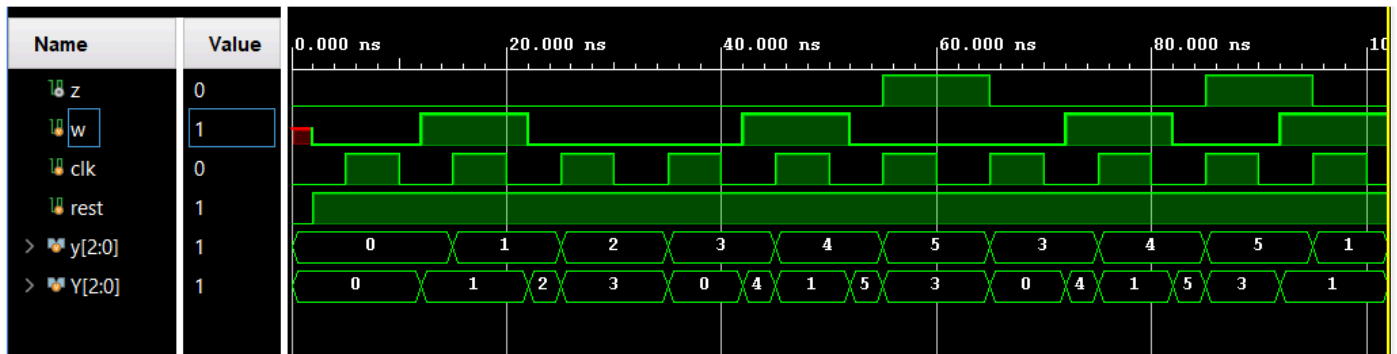 Name Value 0.000 ns 20.000 ns 40.000 ns 60.000 ns 80.000 ns 10
z 0
w 1
clk 0
rest 1
y[2:0] 1 0 1 2 3 4 5 3 4 5 1
Y[2:0] 1 0 1 2 3 0 4 1 5 3 0 4 1 5 3 1